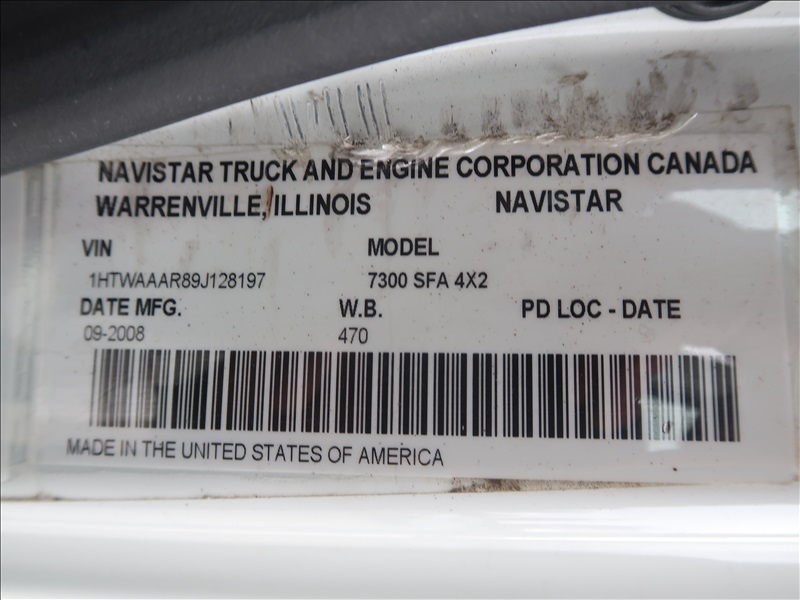 NAVISTAR TRUCK AND ENGINE CORPORATION CANADA
WARRENVILLE, ILLINOIS NAVISTAR
VIN MODEL
1HTWAAAR89J128197 7300 SFA 4X2
DATE MFG. W.B. PD LOC - DATE
09-2008 470
MADE IN THE UNITED STATES OF AMERICA